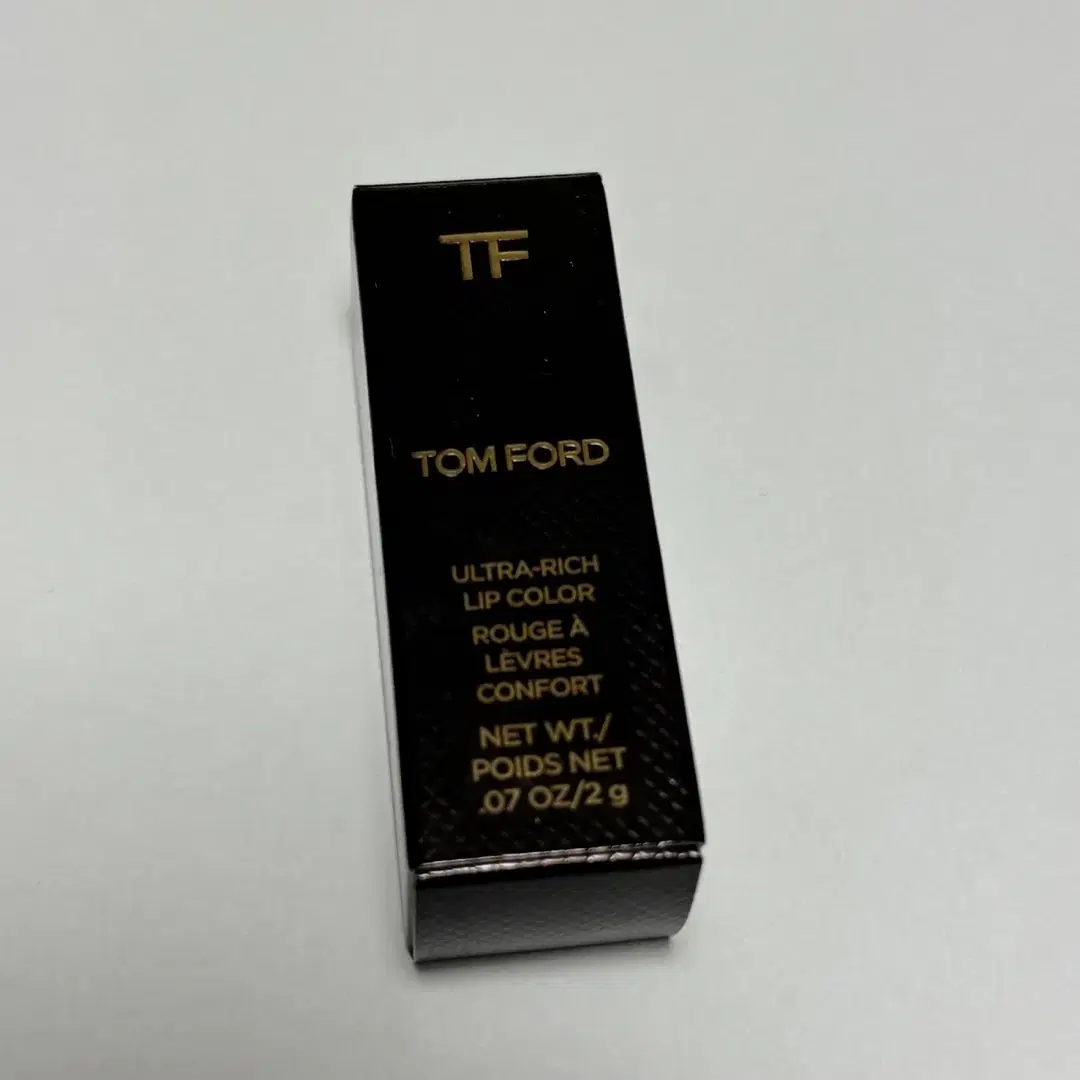 TF
TOM FORD
ULTRA-RICH
LIP COLOR
ROUGE À
LÈVRES
CONFORT
NET WT./
POIDS NET
.07 OZ/2 g